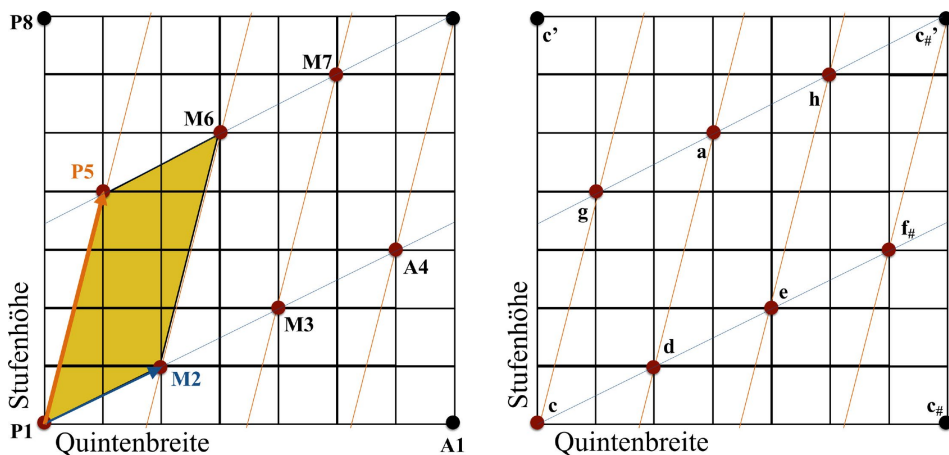 P8
M7
M6
P5
A4
M3
M2
P1
A1
Stufenhöhe
Quintenbreite
c’
c#’
h
a
g
f#
e
d
c
c#
Stufenhöhe
Quintenbreite